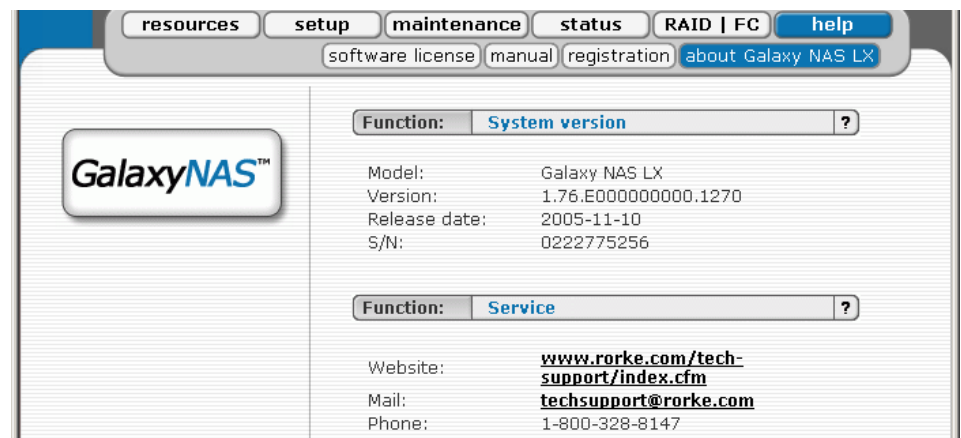 resources setup maintenance status RAID | FC help
software license manual registration about Galaxy NAS LX
Function: System version ?
GalaxyNAS™
Model: Galaxy NAS LX
Version: 1.76.E000000000.1270
Release date: 2005-11-10
S/N: 0222775256
Function: Service ?
Website: www.rorke.com/tech-
support/index.cfm
Mail: techsupport@rorke.com
Phone: 1-800-328-8147